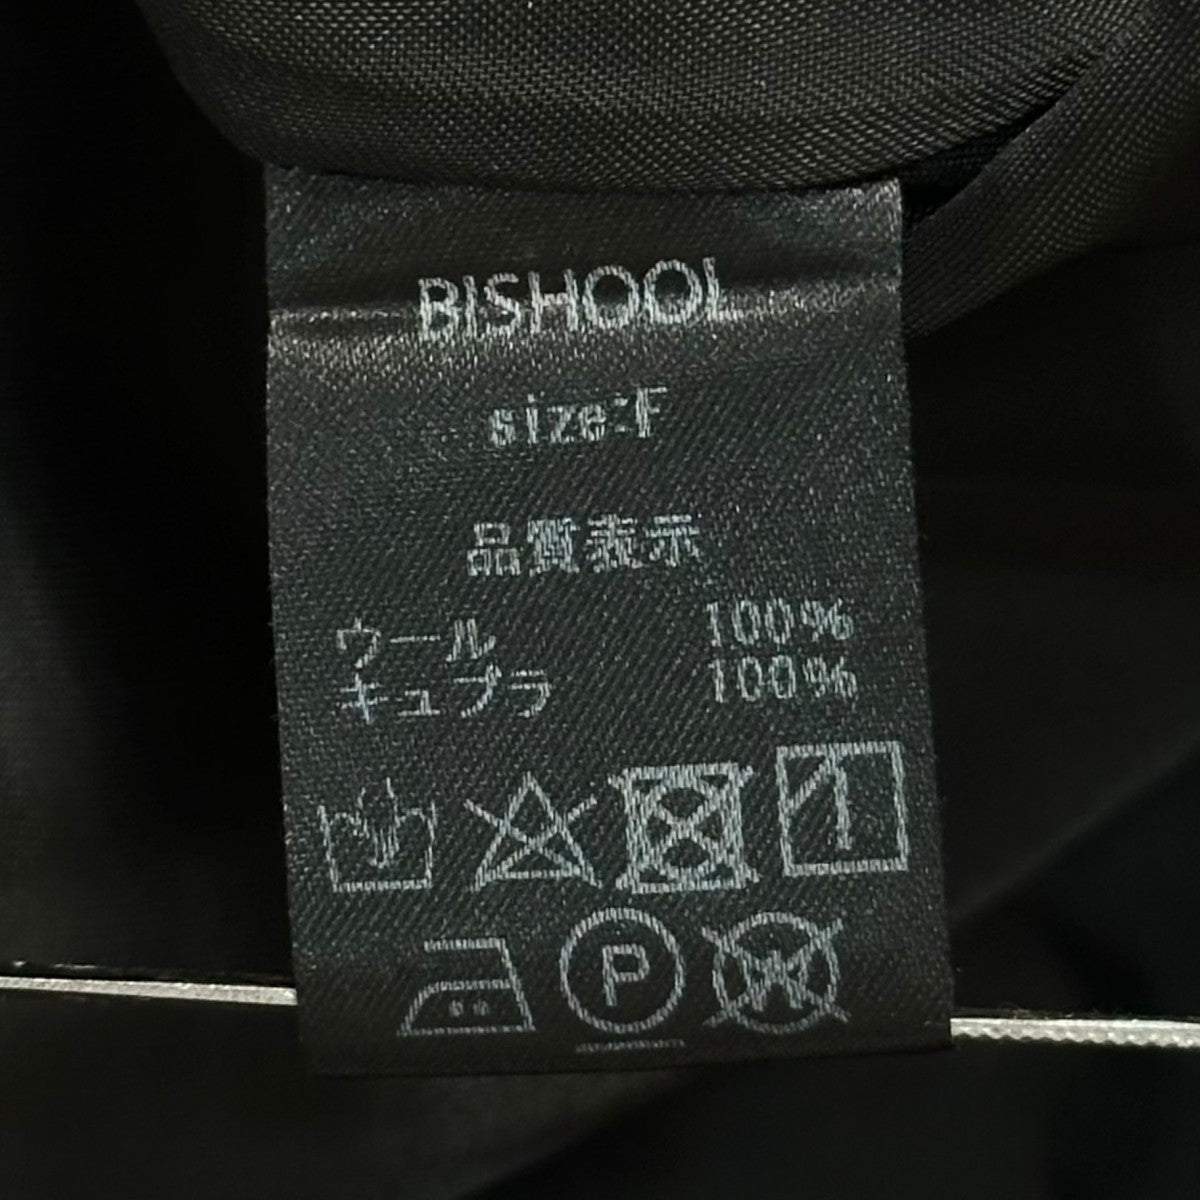 BISHOOL
size:F
品質表示
ウール 100%
キュプラ 100%
P
W